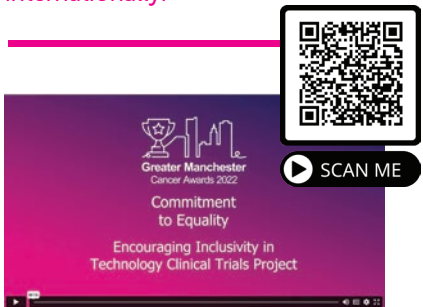 internationally.
SCAN ME
Greater Manchester
Cancer Awards 2022
Commitment
to Equality
Encouraging Inclusivity in
Technology Clinical Trials Project